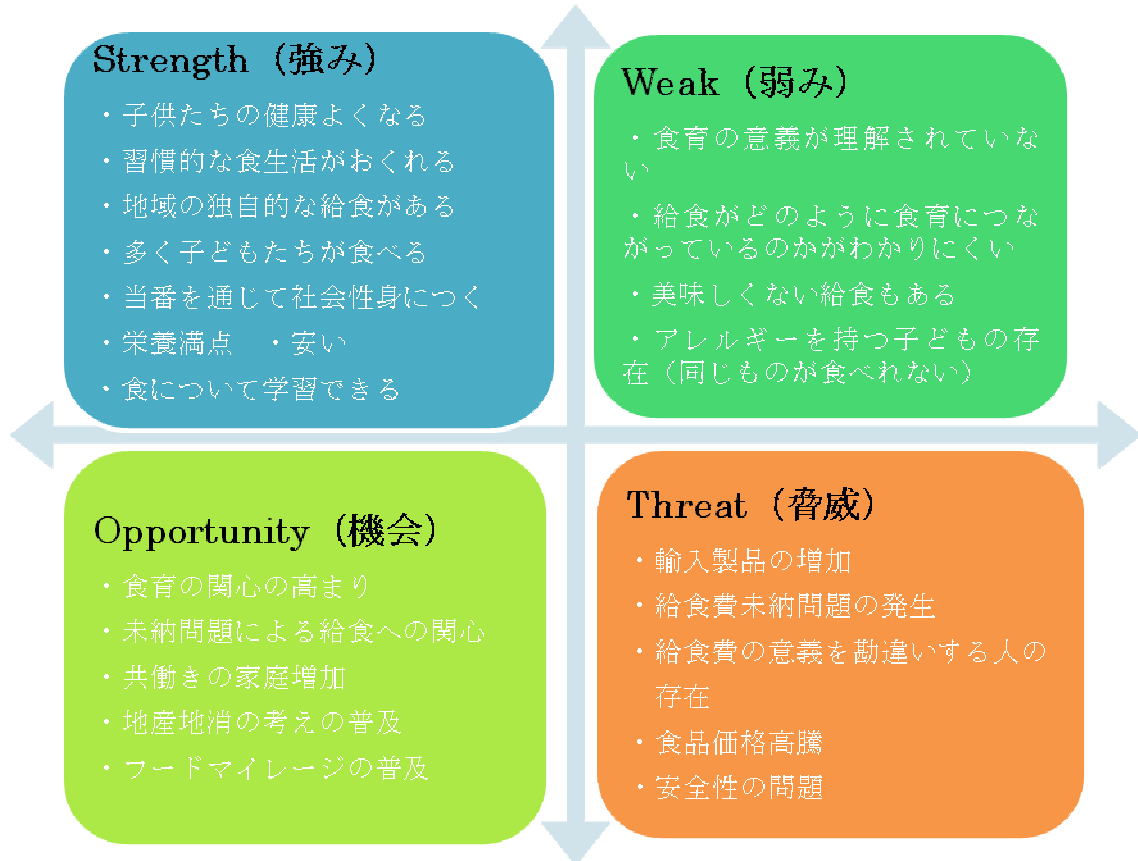 Strength（強み）
・子供たちの健康よくなる
・習慣的な食生活がおくれる
・地域の独自的な給食がある
・多く子どもたちが食べる
・当番を通じて社会性身につく
・栄養満点　・安い
・食について学習できる
Weak（弱み）
・食育の意義が理解されていな
い
・給食がどのように食育につな
がっているのかがわかりにくい
・美味しくない給食もある
・アレルギーを持つ子どもの存
在（同じものが食べれない）
Opportunity（機会）
・食育の関心の高まり
・未納問題による給食への関心
・共働きの家庭増加
・地産地消の考えの普及
・フードマイレージの普及
Threat（脅威）
・輸入製品の増加
・給食費未納問題の発生
・給食費の意義を勘違いする人の
存在
・食品価格高騰
・安全性の問題